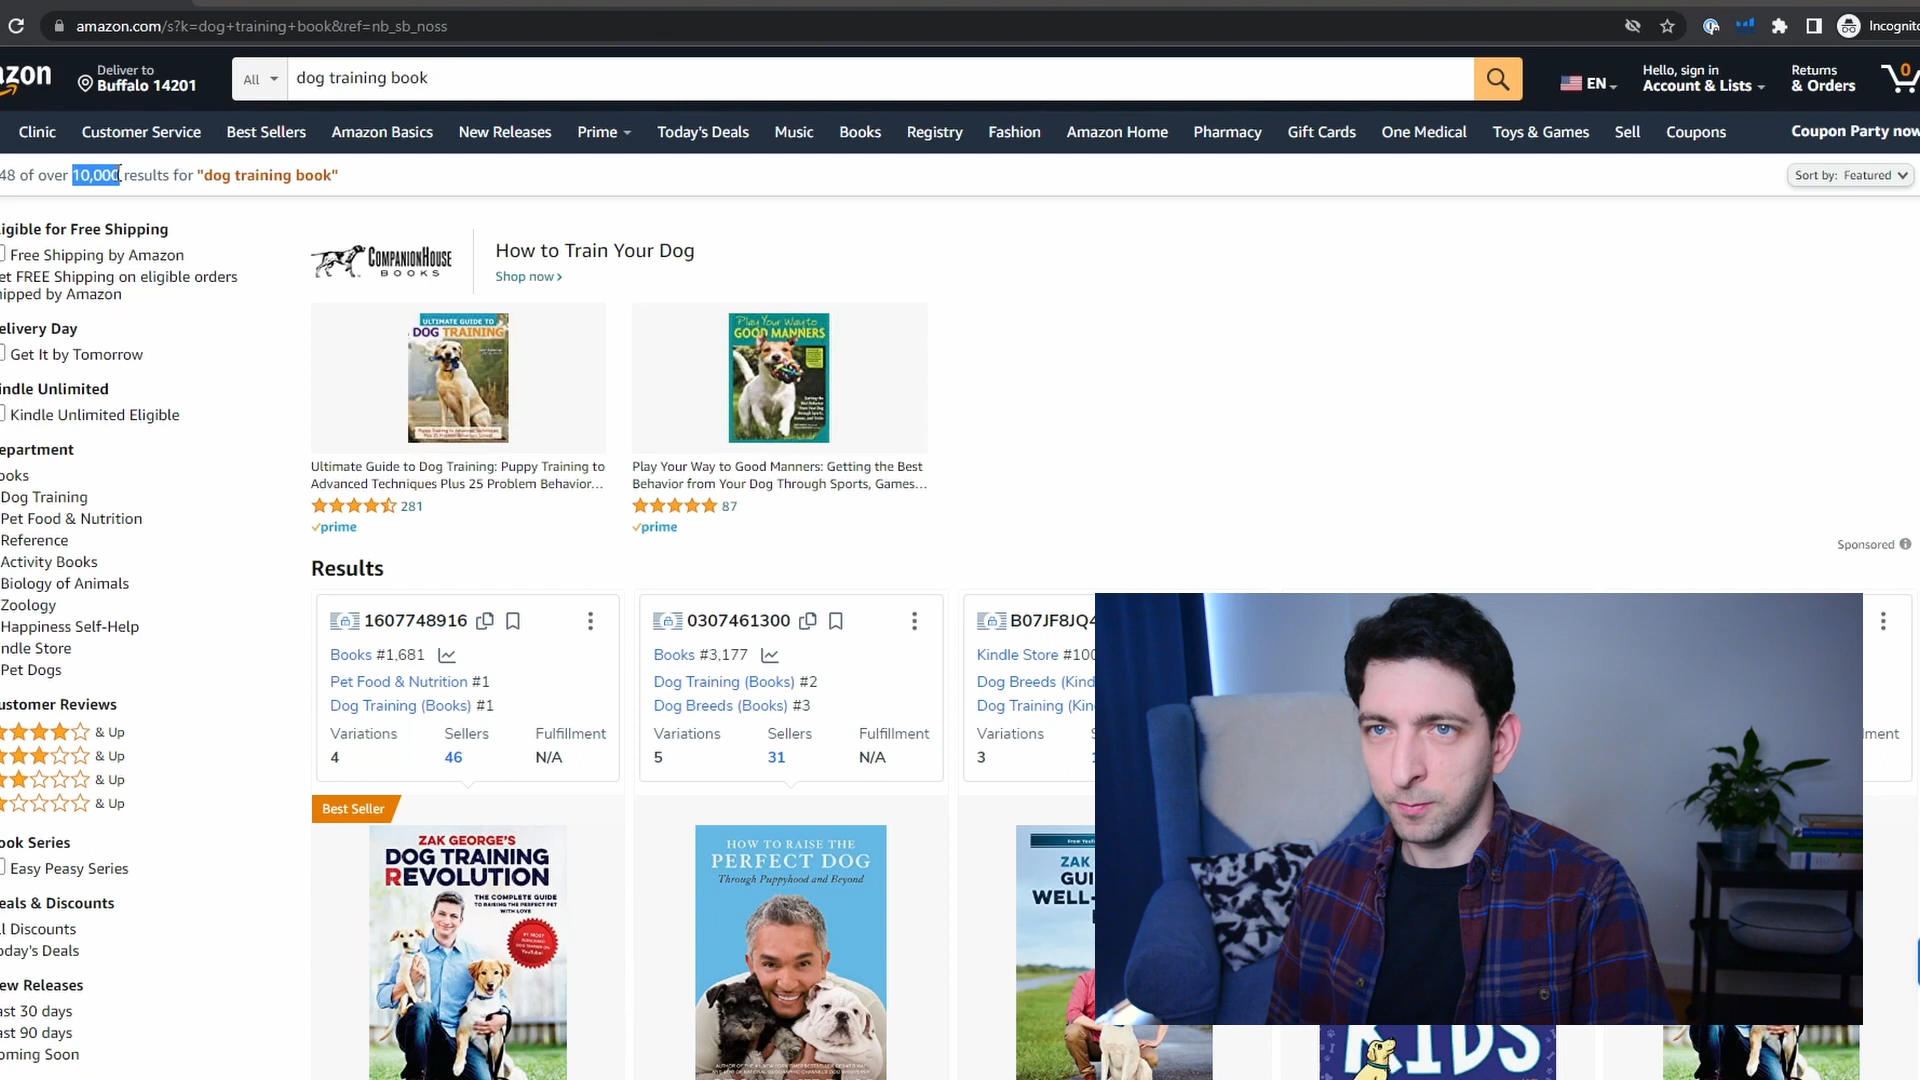 amazon.com/s?k=dog+training+book&ref=nb_sb_noss
Incognito
azon
Deliver to
Buffalo 14201
All
dog training book
EN
Hello, sign in
Account & Lists
Returns
& Orders
0
Clinic
Customer Service
Best Sellers
Amazon Basics
New Releases
Prime
Today's Deals
Music
Books
Registry
Fashion
Amazon Home
Pharmacy
Gift Cards
One Medical
Toys & Games
Sell
Coupons
Coupon Party now
48 of over 10,000 results for "dog training book"
Sort by: Featured
igible for Free Shipping
Free Shipping by Amazon
et FREE Shipping on eligible orders
hipped by Amazon
elivery Day
Get It by Tomorrow
indle Unlimited
Kindle Unlimited Eligible
epartment
ooks
Dog Training
Pet Food & Nutrition
Reference
Activity Books
Biology of Animals
Zoology
Happiness Self-Help
ndle Store
Pet Dogs
ustomer Reviews
& Up
& Up
& Up
& Up
ook Series
Easy Peasy Series
eals & Discounts
ll Discounts
oday's Deals
ew Releases
ast 30 days
ast 90 days
oming Soon
COMPANIONHOUSE
BOOKS
How to Train Your Dog
Shop now ›
ULTIMATE GUIDE TO
DOG TRAINING
Play Your Way to
GOOD MANNERS
Ultimate Guide to Dog Training: Puppy Training to
Advanced Techniques Plus 25 Problem Behavior...
281
prime
Play Your Way to Good Manners: Getting the Best
Behavior from Your Dog Through Sports, Games...
87
prime
Sponsored
Results
1607748916
Books #1,681
Pet Food & Nutrition #1
Dog Training (Books) #1
Variations Sellers Fulfillment
4 46 N/A
0307461300
Books #3,177
Dog Training (Books) #2
Dog Breeds (Books) #3
Variations Sellers Fulfillment
5 31 N/A
B07JF8JQ4
Kindle Store #100
Dog Breeds (Kind
Dog Training (Kin
Variations
3
ment
Best Seller
ZAK GEORGE'S
DOG TRAINING
REVOLUTION
THE COMPLETE GUIDE
TO RAISING THE PERFECT PET
WITH LOVE
HOW TO RAISE THE
PERFECT DOG
Through Puppyhood and Beyond
ZAK
GUI
WELL-
KIDS